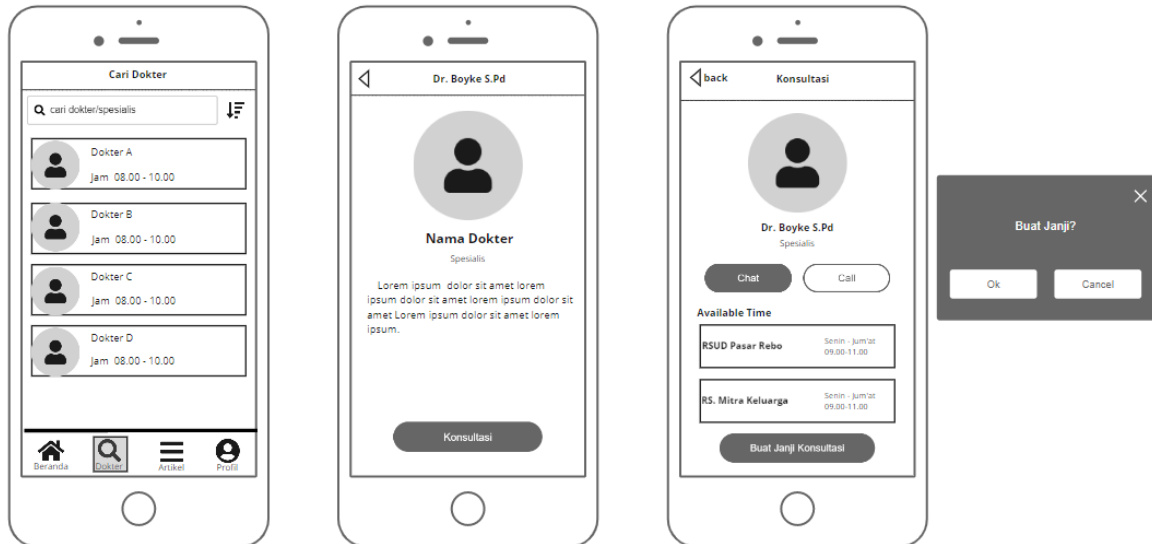 Cari Dokter
cari dokter/spesialis
Dokter A
Jam 08.00 - 10.00
Dokter B
Jam 08.00 - 10.00
Dokter C
Jam 08.00 - 10.00
Dokter D
Jam 08.00 - 10.00
Beranda
Dokter
Artikel
Profil
Dr. Boyke S.Pd
Nama Dokter
Spesialis
Lorem ipsum dolor sit amet lorem
ipsum dolor sit amet lorem ipsum dolor sit
amet Lorem ipsum dolor sit amet lorem
ipsum.
Konsultasi
back
Konsultasi
Dr. Boyke S.Pd
Spesialis
Chat
Call
Available Time
RSUD Pasar Rebo
Senin - Jum'at
09.00-11.00
RS. Mitra Keluarga
Senin - Jum'at
09.00-11.00
Buat Janji Konsultasi
Buat Janji?
Ok
Cancel